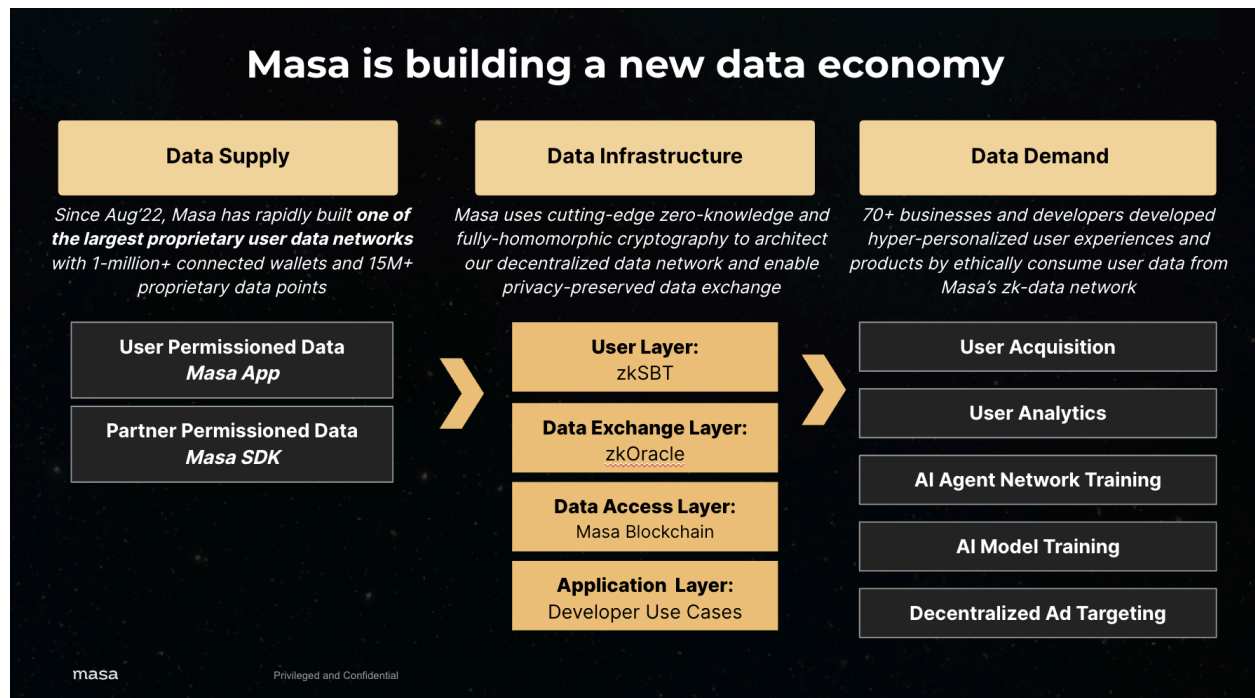 Masa is building a new data economy
Data Supply
Since Aug'22, Masa has rapidly built one of
the largest proprietary user data networks
with 1-million+ connected wallets and 15M+
proprietary data points
User Permissioned Data
Masa App
Partner Permissioned Data
Masa SDK
Data Infrastructure
Masa uses cutting-edge zero-knowledge and
fully-homomorphic cryptography to architect
our decentralized data network and enable
privacy-preserved data exchange
User Layer:
zkSBT
Data Exchange Layer:
zkOracle
Data Access Layer:
Masa Blockchain
Application Layer:
Developer Use Cases
Data Demand
70+ businesses and developers developed
hyper-personalized user experiences and
products by ethically consume user data from
Masa's zk-data network
User Acquisition
User Analytics
AI Agent Network Training
AI Model Training
Decentralized Ad Targeting
masa
Privileged and Confidential